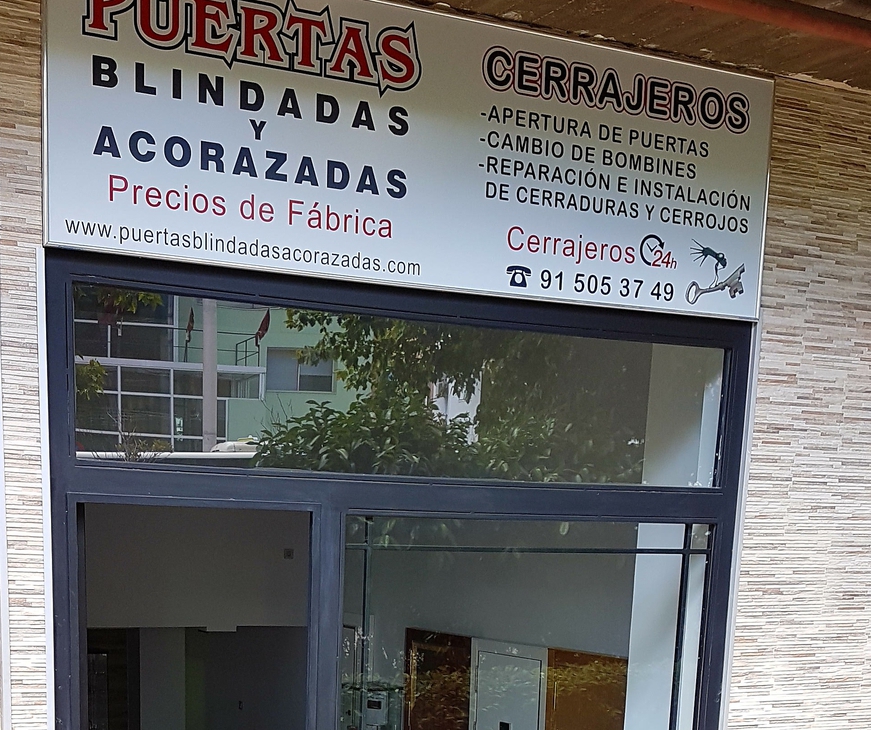 PUERTAS
BLINDADAS
Y
ACORAZADAS
Precios de Fábrica
www.puertasblindadasacorazadas.com
CERRAJEROS
-APERTURA DE PUERTAS
-CAMBIO DE BOMBINES
-REPARACIÓN E INSTALACIÓN
DE CERRADURAS Y CERROJOS
Cerrajeros 24h
☎ 91 505 37 49